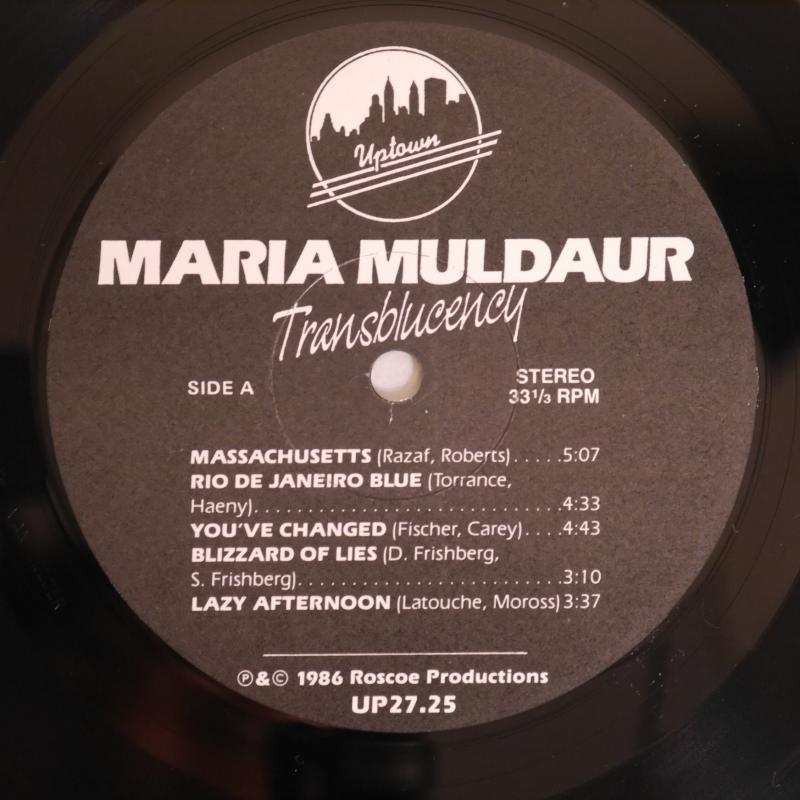 Uptown
MARIA MULDAUR
Transblucency
SIDE A
STEREO
33 1/3 RPM
MASSACHUSETTS (Razaf, Roberts).....5:07
RIO DE JANEIRO BLUE (Torrance,
Haeny)..............................4:33
YOU'VE CHANGED (Fischer, Carey)....4:43
BLIZZARD OF LIES (D. Frishberg,
S. Frishberg)..........................3:10
LAZY AFTERNOON (Latouche, Moross) 3:37
℗&© 1986 Roscoe Productions
UP27.25